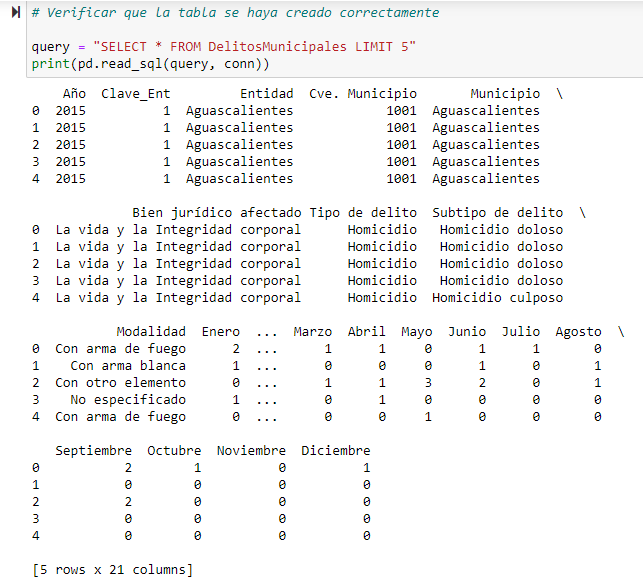 # Verificar que la tabla se haya creado correctamente
query = "SELECT * FROM DelitosMunicipales LIMIT 5"
print(pd.read_sql(query, conn))
Año Clave_Ent Entidad Cve. Municipio Municipio \
0 2015 1 Aguascalientes 1001 Aguascalientes
1 2015 1 Aguascalientes 1001 Aguascalientes
2 2015 1 Aguascalientes 1001 Aguascalientes
3 2015 1 Aguascalientes 1001 Aguascalientes
4 2015 1 Aguascalientes 1001 Aguascalientes
Bien jurídico afectado Tipo de delito Subtipo de delito \
0 La vida y la Integridad corporal Homicidio Homicidio doloso
1 La vida y la Integridad corporal Homicidio Homicidio doloso
2 La vida y la Integridad corporal Homicidio Homicidio doloso
3 La vida y la Integridad corporal Homicidio Homicidio doloso
4 La vida y la Integridad corporal Homicidio Homicidio culposo
Modalidad Enero ... Marzo Abril Mayo Junio Julio Agosto \
0 Con arma de fuego 2 ... 1 1 0 1 1 0
1 Con arma blanca 1 ... 0 0 0 1 0 1
2 Con otro elemento 0 ... 1 1 3 2 0 1
3 No especificado 1 ... 0 1 0 0 0 0
4 Con arma de fuego 0 ... 0 0 1 0 0 0
Septiembre Octubre Noviembre Diciembre
0 2 1 0 1
1 0 0 0 0
2 2 0 0 0
3 0 0 0 0
4 0 0 0 0
[5 rows x 21 columns]